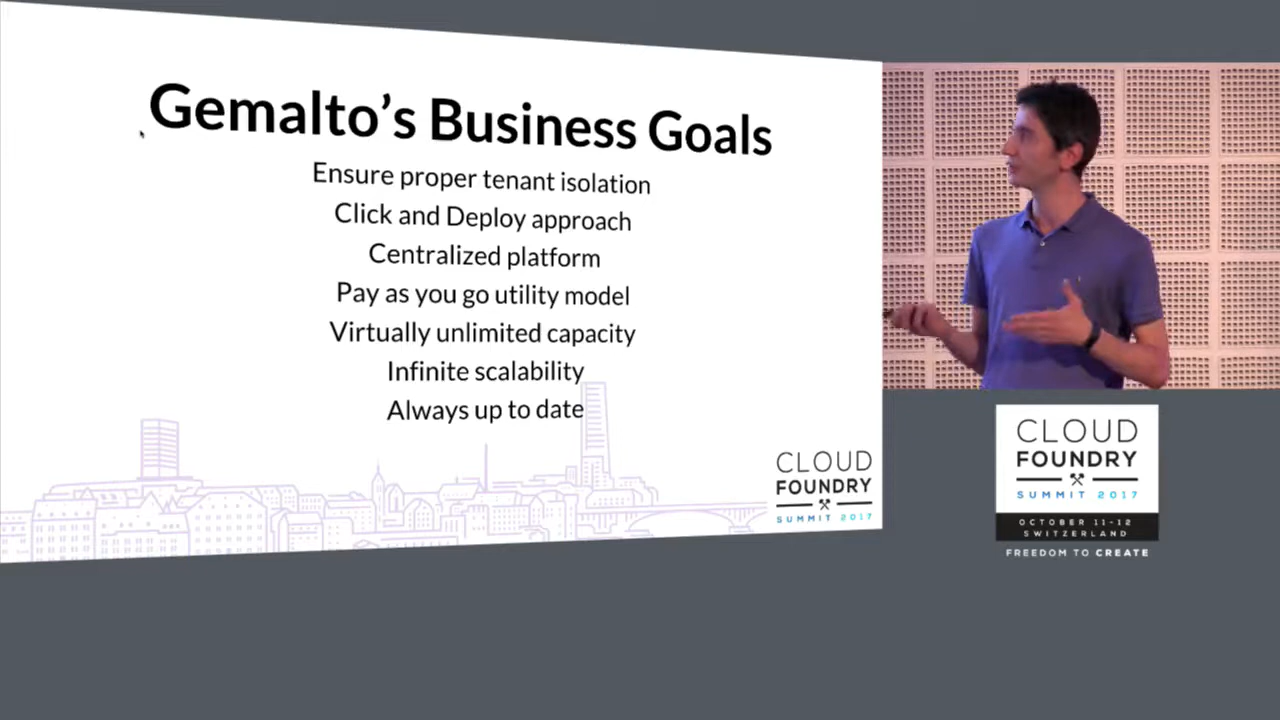 Gemalto's Business Goals
Ensure proper tenant isolation
Click and Deploy approach
Centralized platform
Pay as you go utility model
Virtually unlimited capacity
Infinite scalability
Always up to date
CLOUD
FOUNDRY
SUMMIT 2017
CLOUD
FOUNDRY
SUMMIT 2017
OCTOBER 11-12
SWITZERLAND
FREEDOM TO CREATE